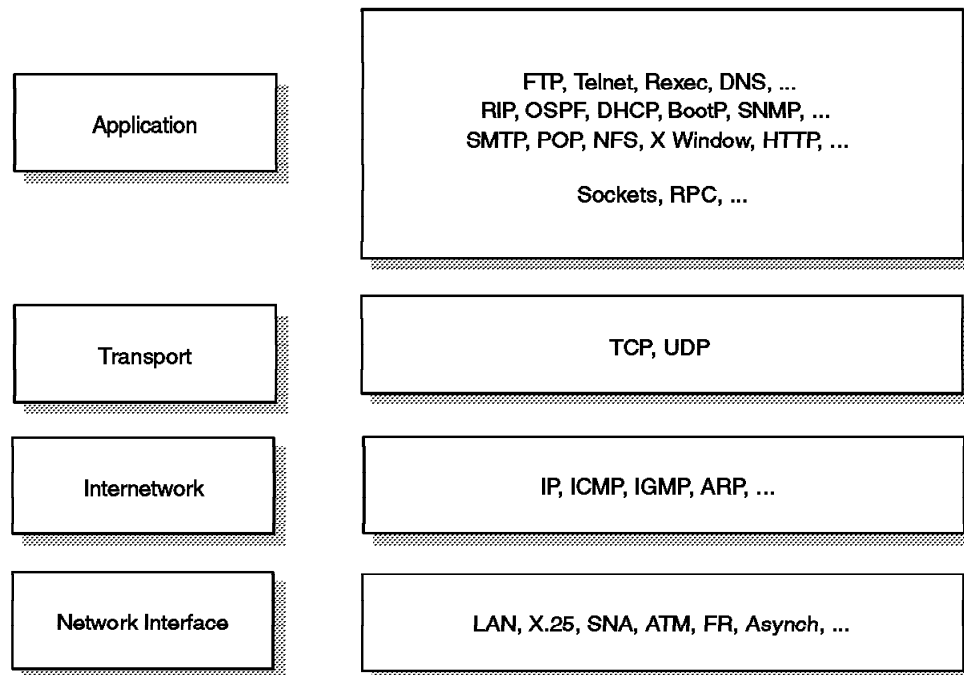 Application
FTP, Telnet, Rexec, DNS, ...
RIP, OSPF, DHCP, BootP, SNMP, ...
SMTP, POP, NFS, X Window, HTTP, ...
Sockets, RPC, ...
Transport
TCP, UDP
Internetwork
IP, ICMP, IGMP, ARP, ...
Network Interface
LAN, X.25, SNA, ATM, FR, Asynch, ...